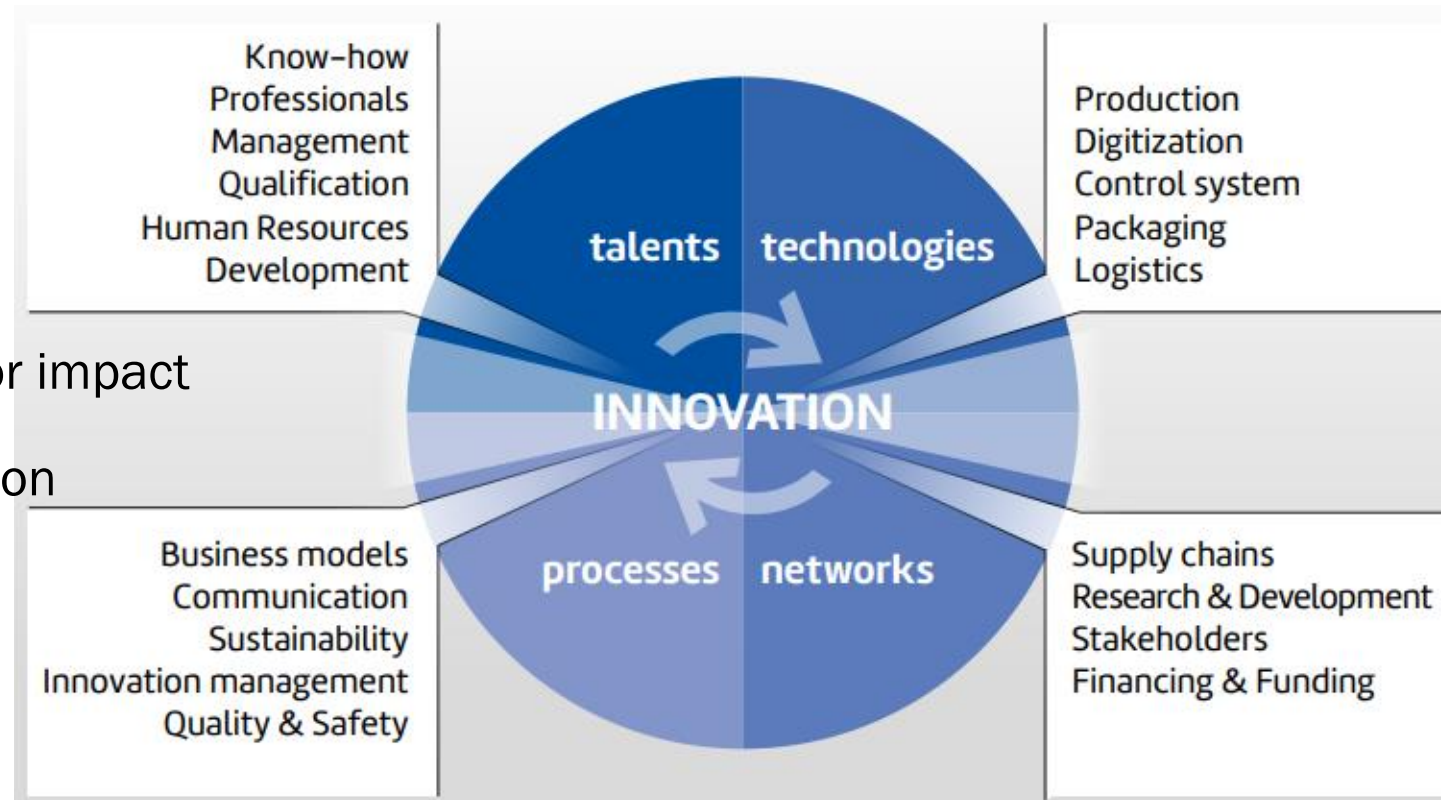 Know-how
Professionals
Management
Qualification
Human Resources
Development
talents
technologies
Production
Digitization
Control system
Packaging
Logistics
impact
INNOVATION
Business models
Communication
Sustainability
Innovation management
Quality & Safety
processes
networks
Supply chains
Research & Development
Stakeholders
Financing & Funding